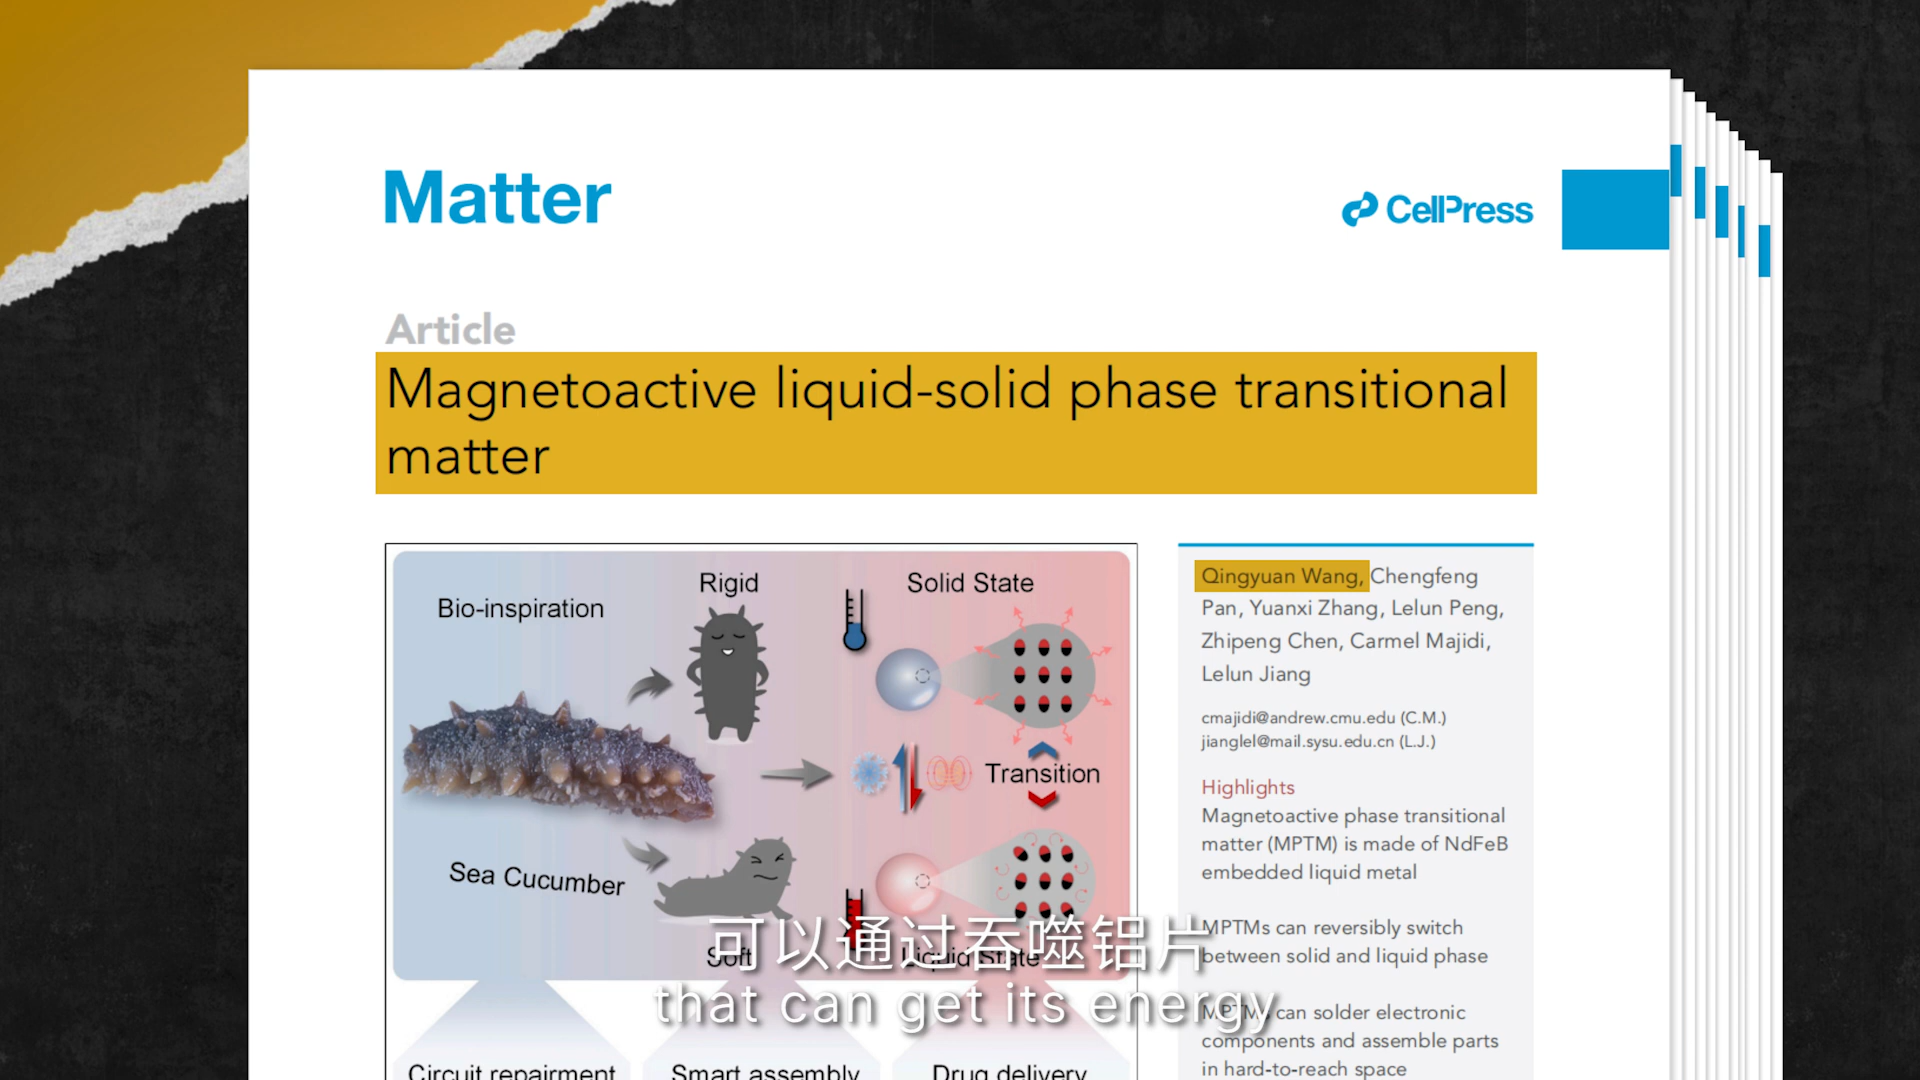 Matter
CellPress
Article
Magnetoactive liquid-solid phase transitional
matter
Bio-inspiration
Rigid
Solid State
Transition
Sea Cucumber
Soft
Liquid State
Circuit repairment
Smart assembly
Drug delivery
Qingyuan Wang, Chengfeng
Pan, Yuanxi Zhang, Lelun Peng,
Zhipeng Chen, Carmel Majidi,
Lelun Jiang
cmajidi@andrew.cmu.edu (C.M.)
jianglel@mail.sysu.edu.cn (L.J.)
Highlights
Magnetoactive phase transitional
matter (MPTM) is made of NdFeB
embedded liquid metal
MPTMs can reversibly switch
between solid and liquid phase
MPTMs can solder electronic
components and assemble parts
in hard-to-reach space
可以通过吞噬铝片
that can get its energy